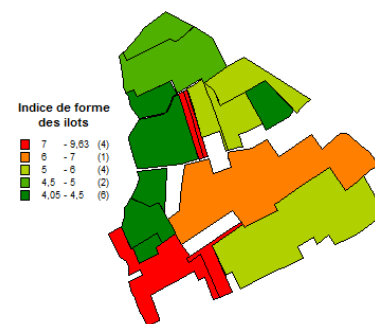 Indice de forme
des ilots
7 - 9,63 (4)
6 - 7 (1)
5 - 6 (4)
4,5 - 5 (2)
4,05 - 4,5 (6)